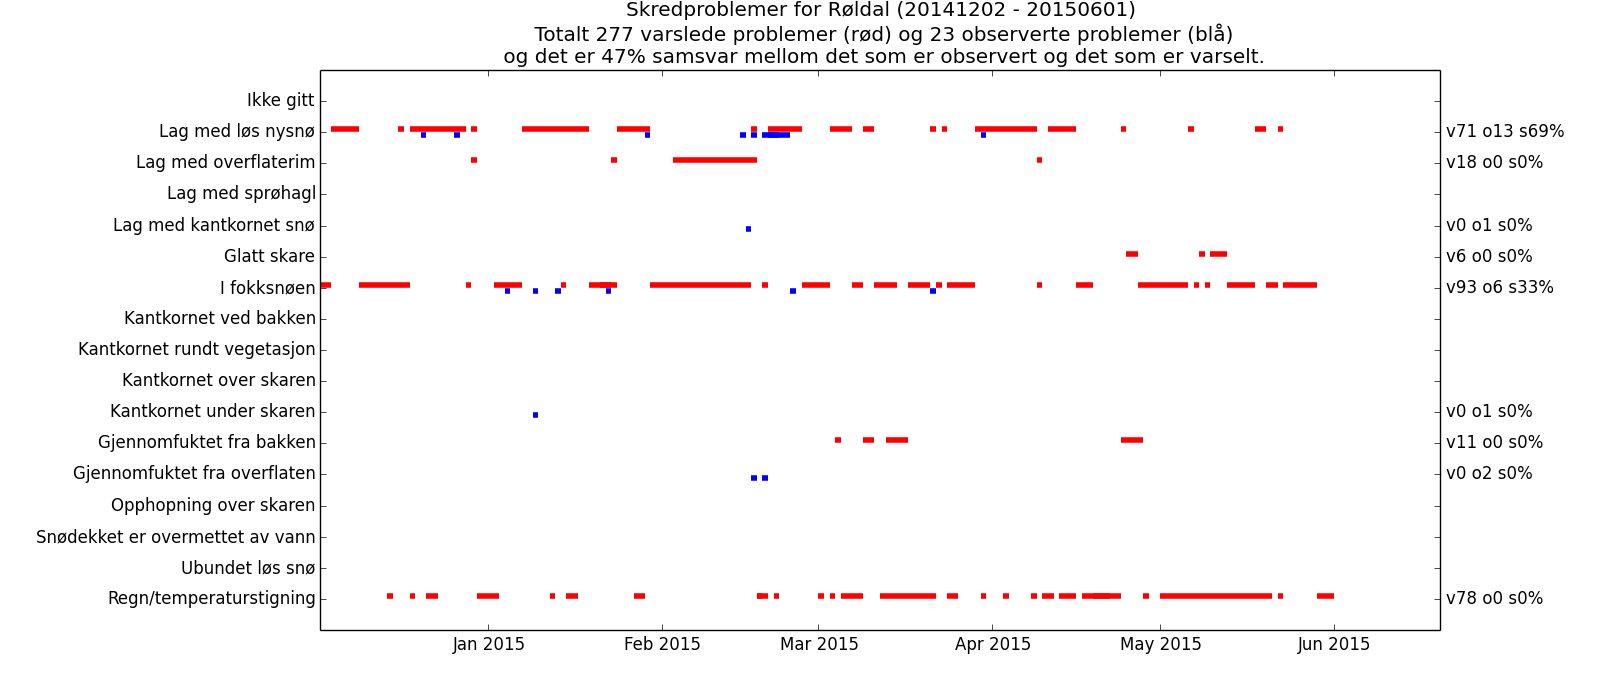 Skredproblemer for Røldal (20141202 - 20150601)
Totalt 277 varslede problemer (rød) og 23 observerte problemer (blå)
og det er 47% samsvar mellom det som er observert og det som er varselt.
Ikke gitt
Lag med løs nysnø v71 o13 s69%
Lag med overflaterim v18 o0 s0%
Lag med sprøhagl
Lag med kantkornet snø v0 o1 s0%
Glatt skare v6 o0 s0%
I fokksnøen v93 o6 s33%
Kantkornet ved bakken
Kantkornet rundt vegetasjon
Kantkornet over skaren
Kantkornet under skaren v0 o1 s0%
Gjennomfuktet fra bakken v11 o0 s0%
Gjennomfuktet fra overflaten v0 o2 s0%
Opphopning over skaren
Snødekket er overmettet av vann
Ubundet løs snø
Regn/temperaturstigning v78 o0 s0%
Jan 2015 Feb 2015 Mar 2015 Apr 2015 May 2015 Jun 2015